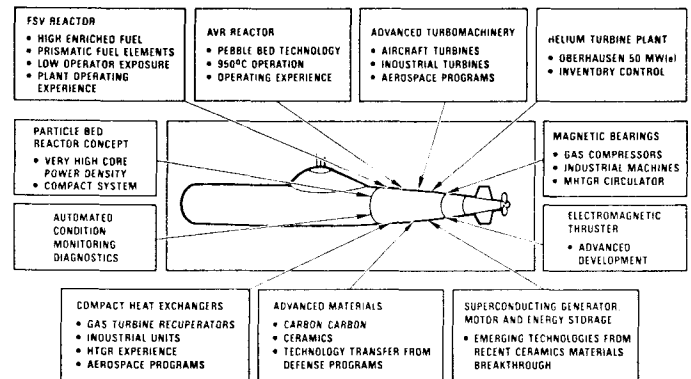 FSV REACTOR
• HIGH ENRICHED FUEL
• PRISMATIC FUEL ELEMENTS
• LOW OPERATOR EXPOSURE
• PLANT OPERATING
EXPERIENCE
AVR REACTOR
• PEBBLE BED TECHNOLOGY
• 950°C OPERATION
• OPERATING EXPERIENCE
ADVANCED TURBOMACHINERY
• AIRCRAFT TURBINES
• INDUSTRIAL TURBINES
• AEROSPACE PROGRAMS
HELIUM TURBINE PLANT
• OBERHAUSEN 50 MW(e)
• INVENTORY CONTROL
PARTICLE BED
REACTOR CONCEPT
• VERY HIGH CORE
POWER DENSITY
• COMPACT SYSTEM
MAGNETIC BEARINGS
• GAS COMPRESSORS
• INDUSTRIAL MACHINES
• MHTGR CIRCULATOR
AUTOMATED
CONDITION
MONITORING
DIAGNOSTICS
ELECTROMAGNETIC
THRUSTER
• ADVANCED
DEVELOPMENT
COMPACT HEAT EXCHANGERS
• GAS TURBINE RECUPERATORS
• INDUSTRIAL UNITS
• HTGR EXPERIENCE
• AEROSPACE PROGRAMS
ADVANCED MATERIALS
• CARBON CARBON
• CERAMICS
• TECHNOLOGY TRANSFER FROM
DEFENSE PROGRAMS
SUPERCONDUCTING GENERATOR,
MOTOR AND ENERGY STORAGE
• EMERGING TECHNOLOGIES FROM
RECENT CERAMICS MATERIALS
BREAKTHROUGH